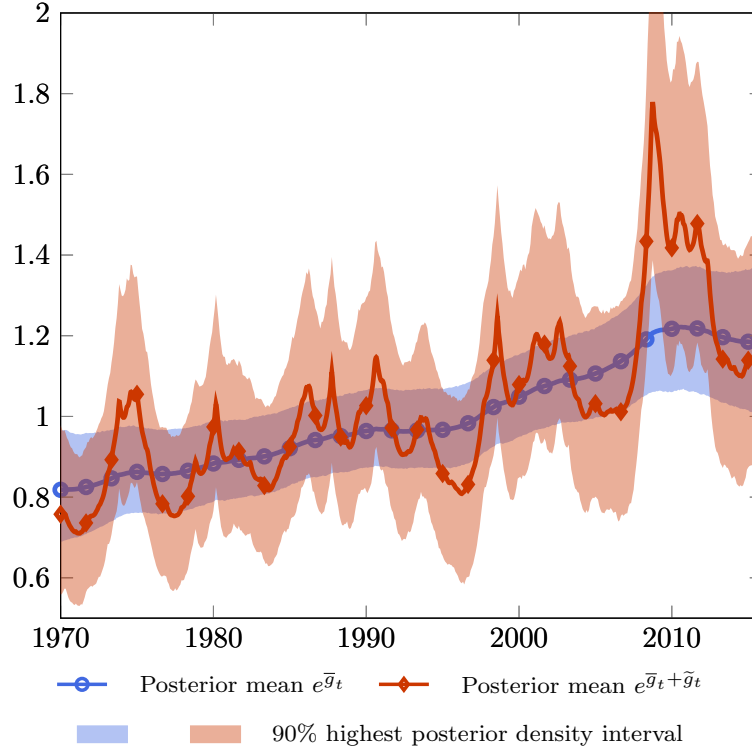 2
1.8
1.6
1.4
1.2
1
0.8
0.6
1970 1980 1990 2000 2010
Posterior mean $e^{\overline{g}_t}$ Posterior mean $e^{\overline{g}_t+\widetilde{g}_t}$
90% highest posterior density interval